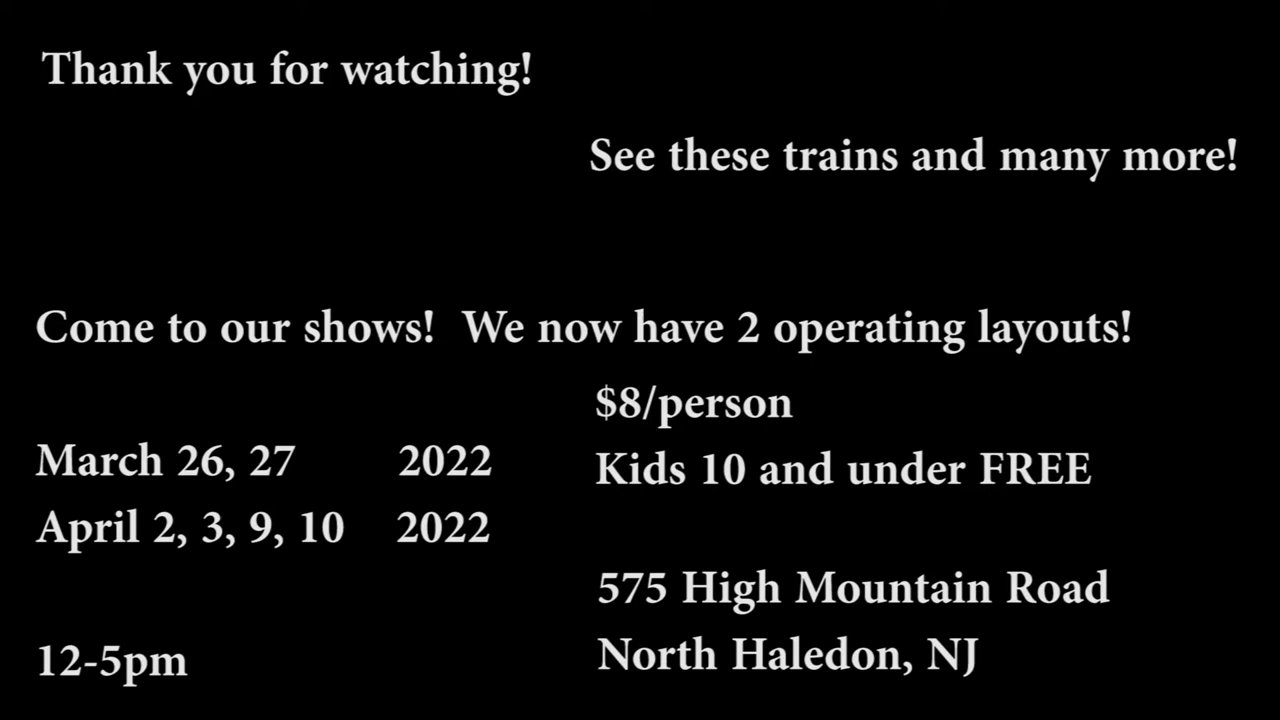 Thank you for watching!
See these trains and many more!
Come to our shows!  We now have 2 operating layouts!
$8/person
March 26, 27 2022
Kids 10 and under FREE
April 2, 3, 9, 10 2022
575 High Mountain Road
12-5pm
North Haledon, NJ